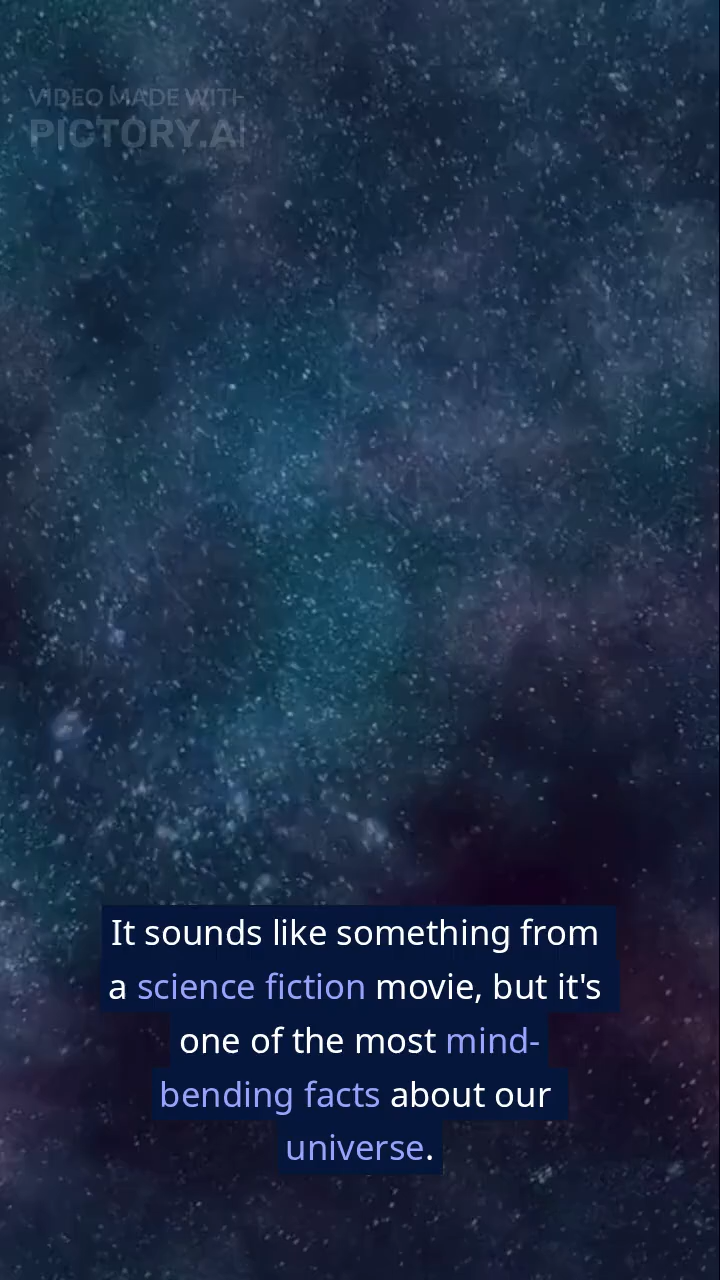 VIDEO MADE WITH
PICTORY.AI
It sounds like something from
a science fiction movie, but it's
one of the most mind-
bending facts about our
universe.